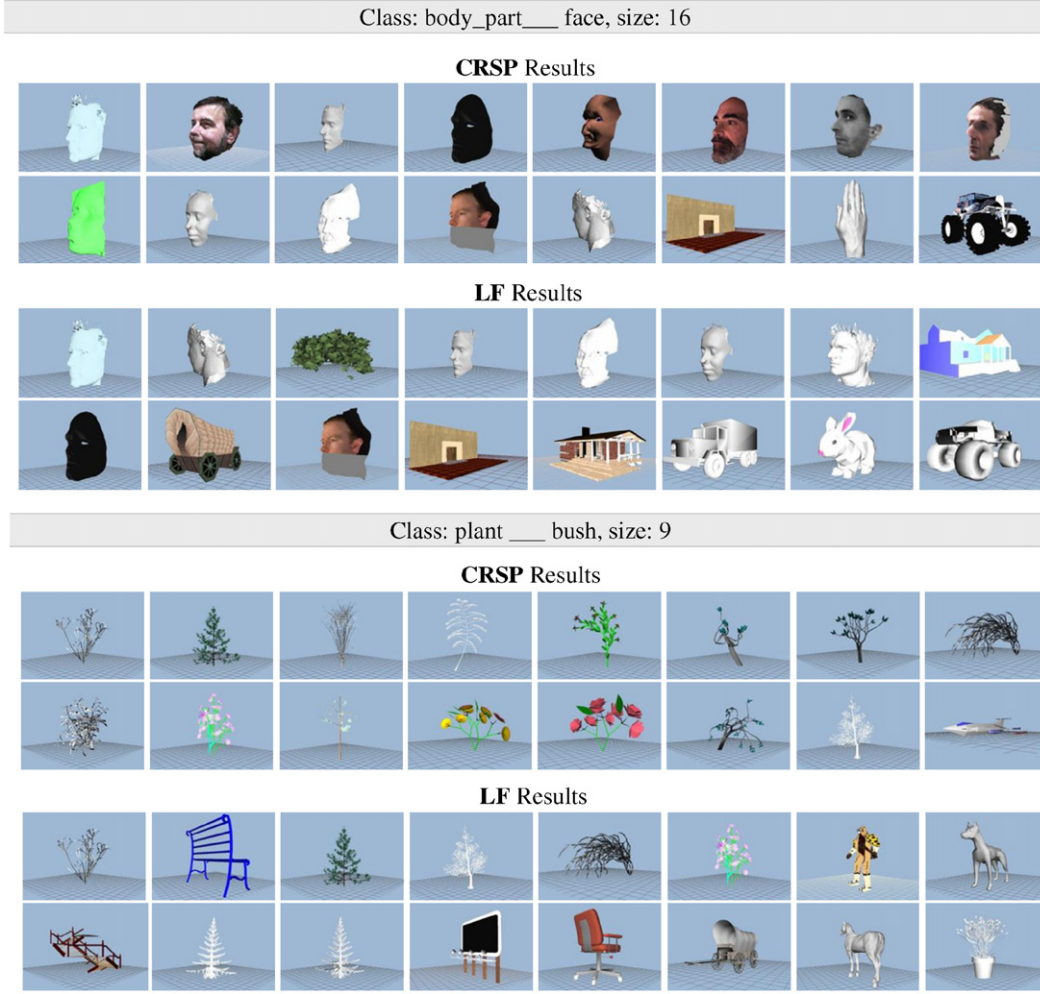 Class: body_part___ face, size: 16
CRSP Results
LF Results
Class: plant ___ bush, size: 9
CRSP Results
LF Results